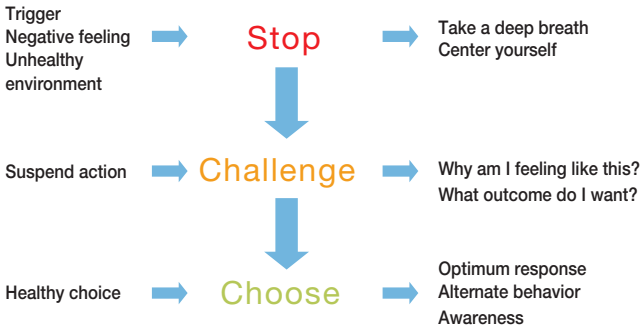 Trigger
Negative feeling
Unhealthy
environment
Stop
Take a deep breath
Center yourself
Suspend action
Challenge
Why am I feeling like this?
What outcome do I want?
Healthy choice
Choose
Optimum response
Alternate behavior
Awareness